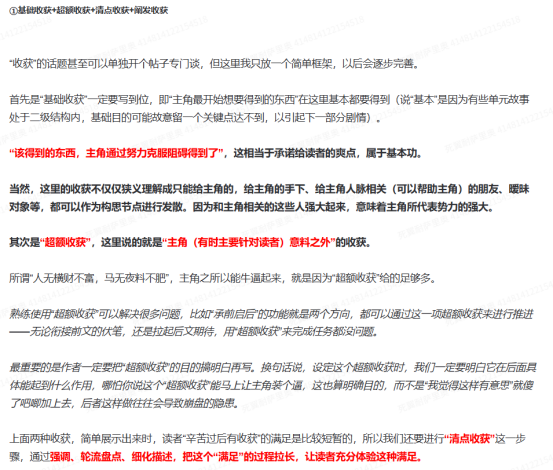 ①基础收获+超额收获+清点收获+阐发收获
“收获”的话题甚至可以单独开个帖子专门谈，但这里我只放一个简单框架，以后会逐步完善。
首先是“基础收获”一定要写到位，即“主角最开始想要得到的东西”在这里基本都要得到（说“基本”是因为有些单元故事
处于二级结构内，基础目的可能故意留一个关键点达不到，以引起下一部分剧情）。
“该得到的东西，主角通过努力克服阻碍得到了”，这相当于承诺给读者的爽点，属于基本功。
当然，这里的收获不仅仅狭义理解成只能给主角的，给主角的手下、给主角人脉相关（可以帮助主角）的朋友、暧昧
对象等，都可以作为构思节点进行发散。因为和主角相关的这些人强大起来，意味着主角所代表势力的强大。
其次是“超额收获”，这里说的就是“主角（有时主要针对读者）意料之外”的收获。
所谓“人无横财不富，马无夜料不肥”，主角之所以能牛逼起来，就是因为“超额收获”给的足够多。
熟练使用“超额收获”可以解决很多问题，比如“承前启后”的功能就是两个方向，都可以通过这一项超额收获来进行推进
——无论衔接前文的伏笔，还是拉起后文期待，用“超额收获”来完成任务都没问题。
最重要的是作者一定要把“超额收获”的目的搞明白再写。换句话说，设定这个超额收获时，我们一定要明白它在后面具
体能起到什么作用，哪怕你说这个“超额收获”能马上让主角装个逼，这也算明确目的，而不是“我觉得这样有意思”就傻
了吧唧加上去，后者这样做往往会导致崩盘的隐患。
上面两种收获，简单展示出来时，读者“辛苦过后有收获”的满足是比较短暂的，所以我们还要进行“清点收获”这一步
骤，通过强调、轮流盘点、细化描述，把这个“满足”的过程拉长，让读者充分体验这种满足。